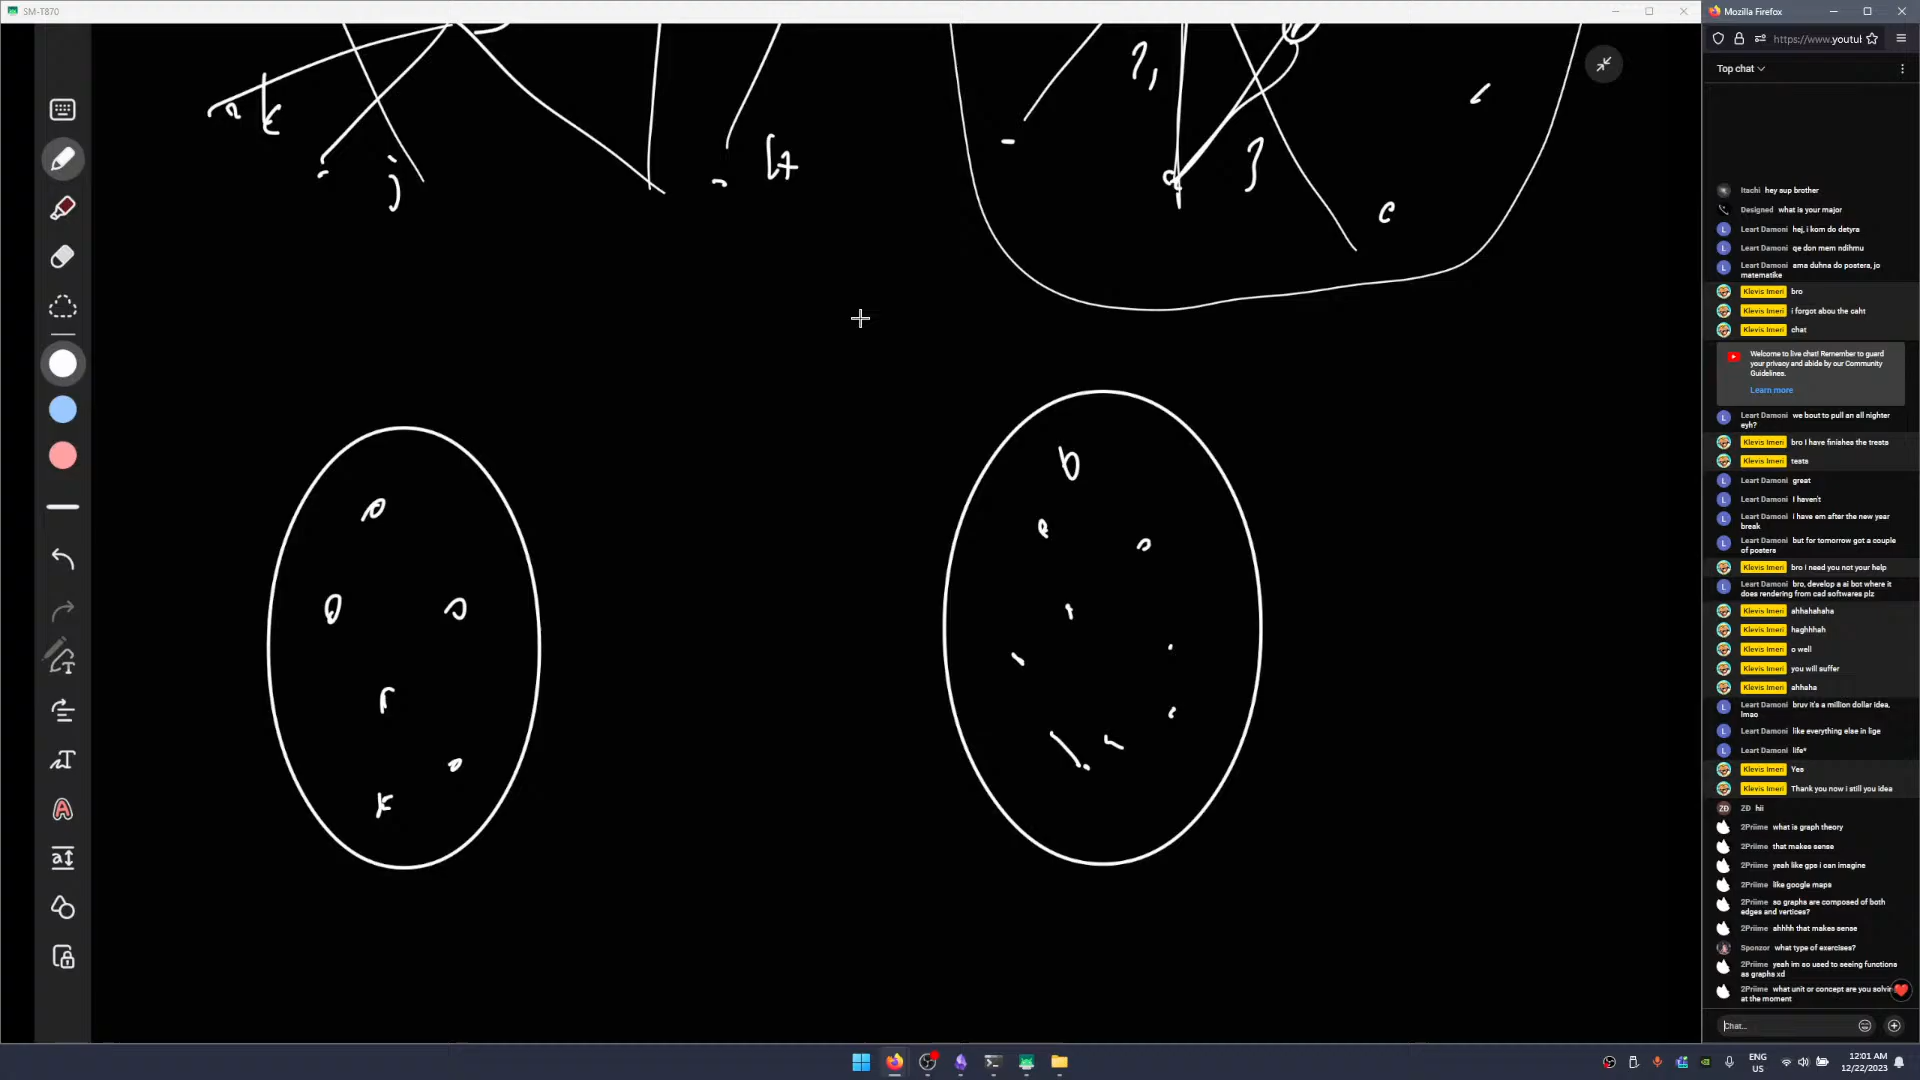 SM-T870
Mozilla Firefox
https://www.youtul
Top chat
k
j
?,
}
c
b
r
k
Itachi hey sup brother
Designed what is your major
Leart Damoni hej, i kom do detyra
Leart Damoni qe don mem ndihmu
Leart Damoni ama duhna do postera, jo
matematike
Klevis Imeri bro
Klevis Imeri i forgot abou the caht
Klevis Imeri chat
Welcome to live chat! Remember to guard
your privacy and abide by our Community
Guidelines.
Learn more
Leart Damoni we bout to pull an all nighter
eyh?
Klevis Imeri bro I have finishes the trests
Klevis Imeri tests
Leart Damoni great
Leart Damoni I haven't
Leart Damoni i have em after the new year
break
Leart Damoni but for tomorrow got a couple
of posters
Klevis Imeri bro I need you not your help
Leart Damoni bro, develop a ai bot where it
does rendering from cad softwares plz
Klevis Imeri ahhahahaha
Klevis Imeri haghhhah
Klevis Imeri o well
Klevis Imeri you will suffer
Klevis Imeri ahhaha
Leart Damoni bruv it's a million dollar idea,
lmao
Leart Damoni like everything else in lige
Leart Damoni life*
Klevis Imeri Yea
Klevis Imeri Thank you now i still you idea
ZD hii
2Priime what is graph theory
2Priime that makes sense
2Priime yeah like gps i can imagine
2Priime like google maps
2Priime so graphs are composed of both
edges and vertices?
2Priime ahhhh that makes sense
Sponzor what type of exercises?
2Priime yeah im so used to seeing functions
as graphs xd
2Priime what unit or concept are you solvin
at the moment
Chat...
ENG
US
12:01 AM
12/22/2023